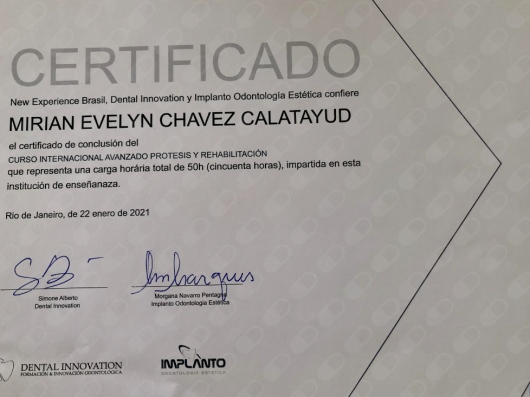 CERTIFICADO
New Experience Brasil, Dental Innovation y Implanto Odontología Estética confiere
MIRIAN EVELYN CHAVEZ CALATAYUD
el certificado de conclusión del
CURSO INTERNACIONAL AVANZADO PROTESIS Y REHABILITACIÓN
que representa una carga horária total de 50h (cincuenta horas), impartida en esta
institución de enseñanaza.
Río de Janeiro, de 22 enero de 2021
Simone Alberto
Dental Innovation
Morgana Navarro Pentagna
Implanto Odontología Estética
DENTAL INNOVATION
FORMACIÓN & INNOVACIÓN ODONTOLÓGICA
IMPLANTO
ODONTOLOGÍA ESTÉTICA